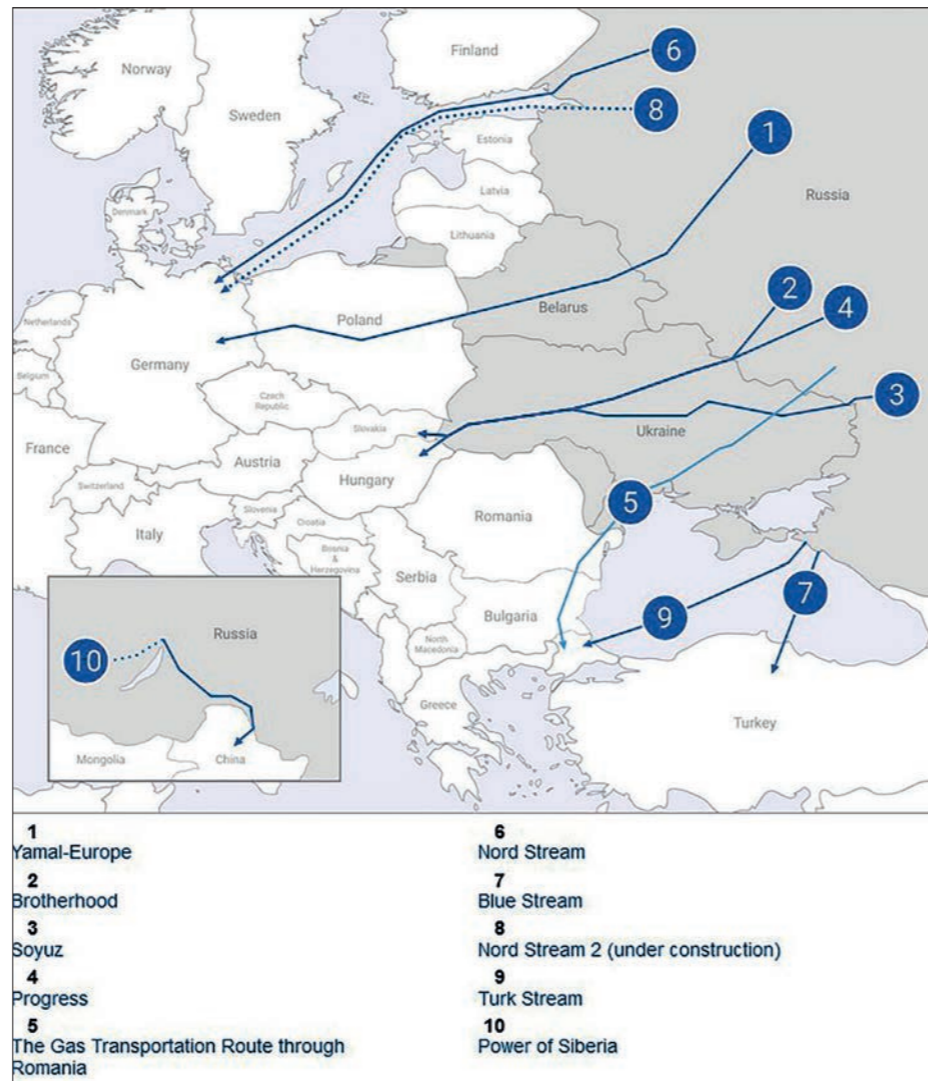 Norway
Finland
6
Sweden
8
1
Estonia
Russia
Latvia
Denmark
Lithuania
2
4
Belarus
Netherlands
Poland
Germany
Belgium
3
Czech
Republic
Ukraine
Slovakia
France
Austria
5
Hungary
Switzerland
Romania
Slovenia
Croatia
Italy
Bosnia
&
Herzegovina
Serbia
9
7
Bulgaria
Russia
10
North
Macedonia
Greece
Turkey
Mongolia
China
1
Yamal-Europe
2
Brotherhood
3
Soyuz
4
Progress
5
The Gas Transportation Route through
Romania
6
Nord Stream
7
Blue Stream
8
Nord Stream 2 (under construction)
9
Turk Stream
10
Power of Siberia